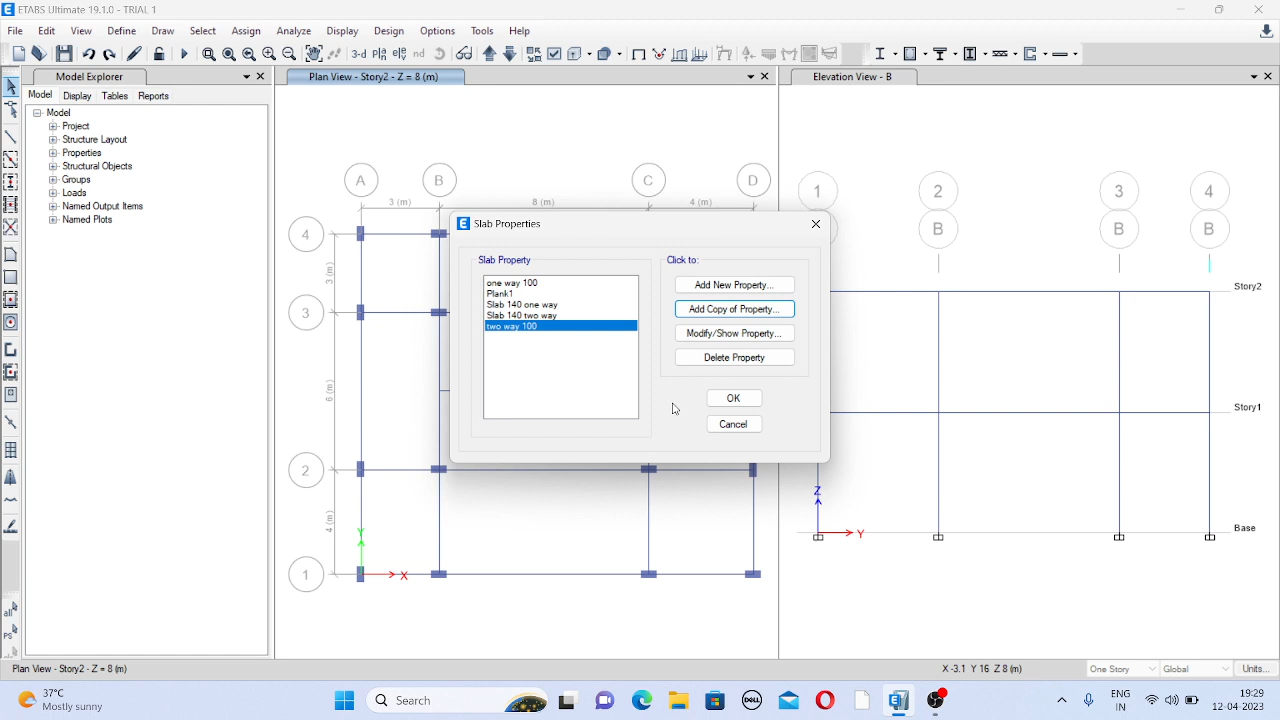 ETABS Ultimate 19.1.0 - TRIAL 1
File Edit View Define Draw Select Assign Analyze Display Design Options Tools Help
3-d nd
Model Explorer
Plan View - Story2 - Z = 8 (m)
Elevation View - B
Model Display Tables Reports
Model
Project
Structure Layout
Properties
Structural Objects
Groups
Loads
Named Output Items
Named Plots
A B C D
3 (m) 8 (m) 4 (m)
4
3 (m)
3
6 (m)
2
4 (m)
1
Y
X
Slab Properties
Slab Property
one way 100
Plank1
Slab 140 one way
Slab 140 two way
two way 100
Click to:
Add New Property...
Add Copy of Property...
Modify/Show Property...
Delete Property
OK
Cancel
1 2 3 4
B B B
Story2
Story1
Base
Z
Y
all
PS
Plan View - Story2 - Z = 8 (m)
X -3.1 Y 16 Z 8 (m)
One Story
Global
Units...
37°C
Mostly sunny
Search
DELL
ENG
IN
19:29
12-04-2023